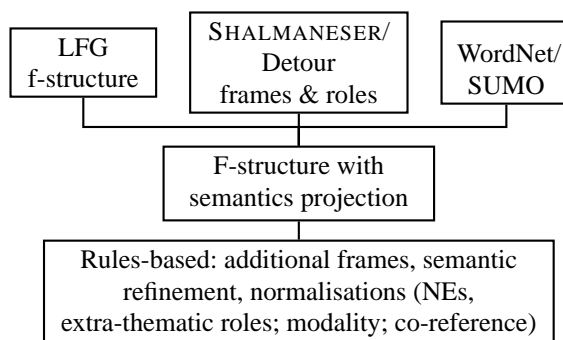 LFG
f-structure
SHALMANESER/
Detour
frames & roles
WordNet/
SUMO
F-structure with
semantics projection
Rules-based: additional frames, semantic
refinement, normalisations (NEs,
extra-thematic roles; modality; co-reference)